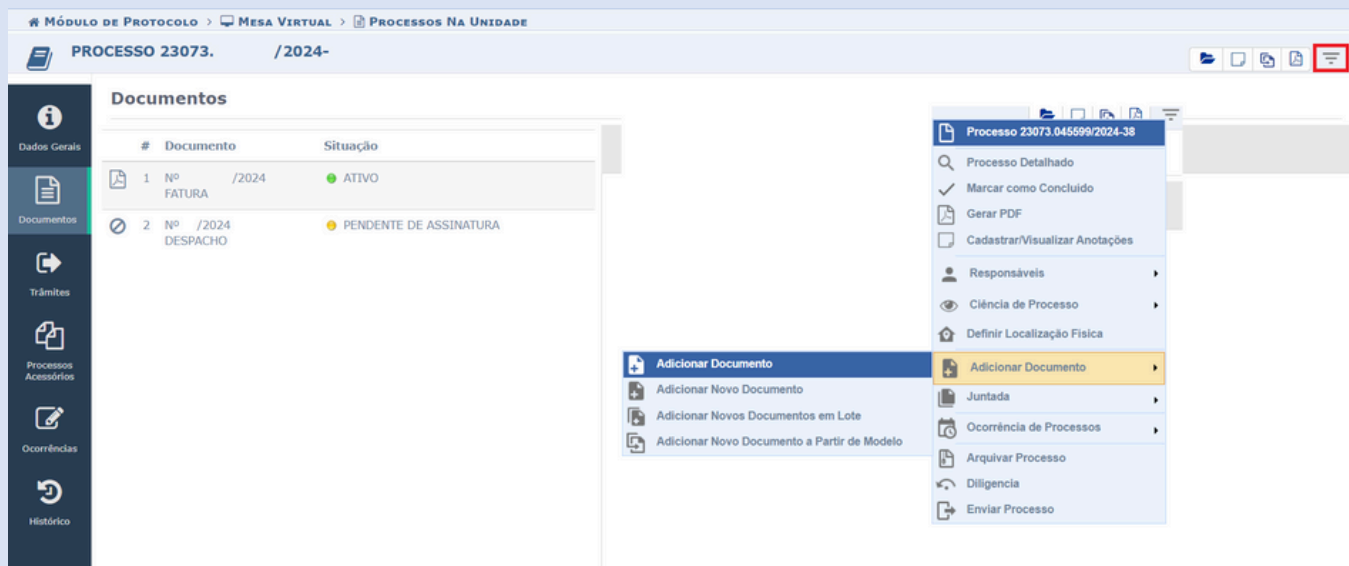 Módulo de Protocolo > Mesa Virtual > Processos Na Unidade
PROCESSO 23073. /2024-
Dados Gerais
Documentos
Trâmites
Processos
Acessórios
Ocorrências
Histórico
Documentos
# Documento Situação
1 Nº /2024 ATIVO
FATURA
2 Nº /2024 PENDENTE DE ASSINATURA
DESPACHO
Processo 23073.045599/2024-38
Processo Detalhado
Marcar como Concluído
Gerar PDF
Cadastrar/Visualizar Anotações
Responsáveis
Ciência de Processo
Definir Localização Física
Adicionar Documento
Juntada
Ocorrência de Processos
Arquivar Processo
Diligencia
Enviar Processo
Adicionar Documento
Adicionar Novo Documento
Adicionar Novos Documentos em Lote
Adicionar Novo Documento a Partir de Modelo